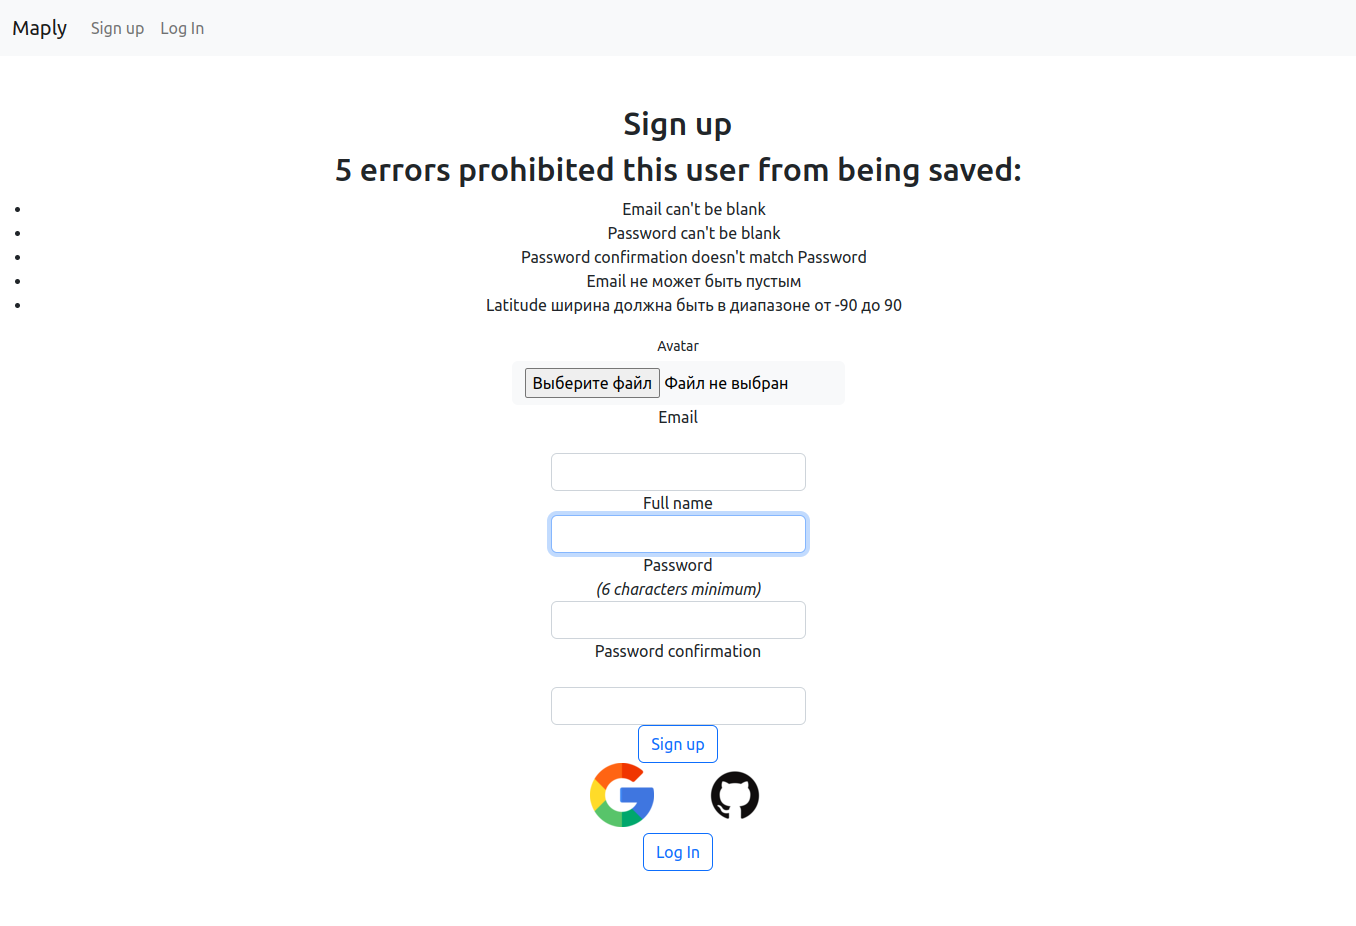 Maply Sign up Log In
Sign up
5 errors prohibited this user from being saved:
Email can't be blank
Password can't be blank
Password confirmation doesn't match Password
Email не может быть пустым
Latitude ширина должна быть в диапазоне от -90 до 90
Avatar
Выберите файл Файл не выбран
Email
Full name
Password
(6 characters minimum)
Password confirmation
Sign up
Log In